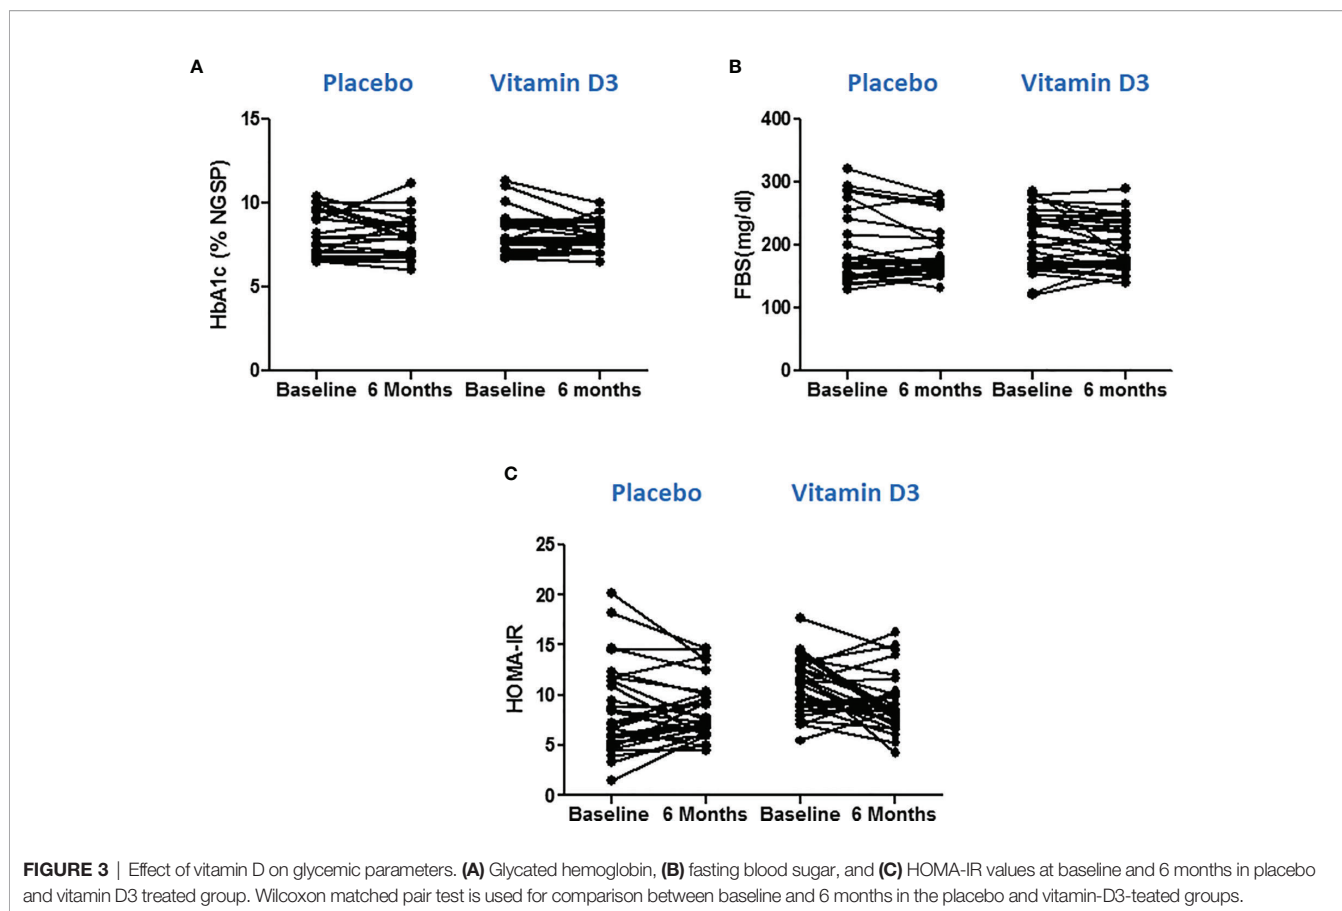 A
Placebo Vitamin D3
15
10
5
0
HbA1c (% NGSP)
Baseline 6 Months Baseline 6 months
B
Placebo Vitamin D3
400
300
200
100
0
FBS(mg/dl)
Baseline 6 months Baseline 6 months
C
Placebo Vitamin D3
25
20
15
10
5
0
HOMA-IR
Baseline 6 Months Baseline 6 Months
FIGURE 3 | Effect of vitamin D on glycemic parameters. (A) Glycated hemoglobin, (B) fasting blood sugar, and (C) HOMA-IR values at baseline and 6 months in placebo
and vitamin D3 treated group. Wilcoxon matched pair test is used for comparison between baseline and 6 months in the placebo and vitamin-D3-teated groups.